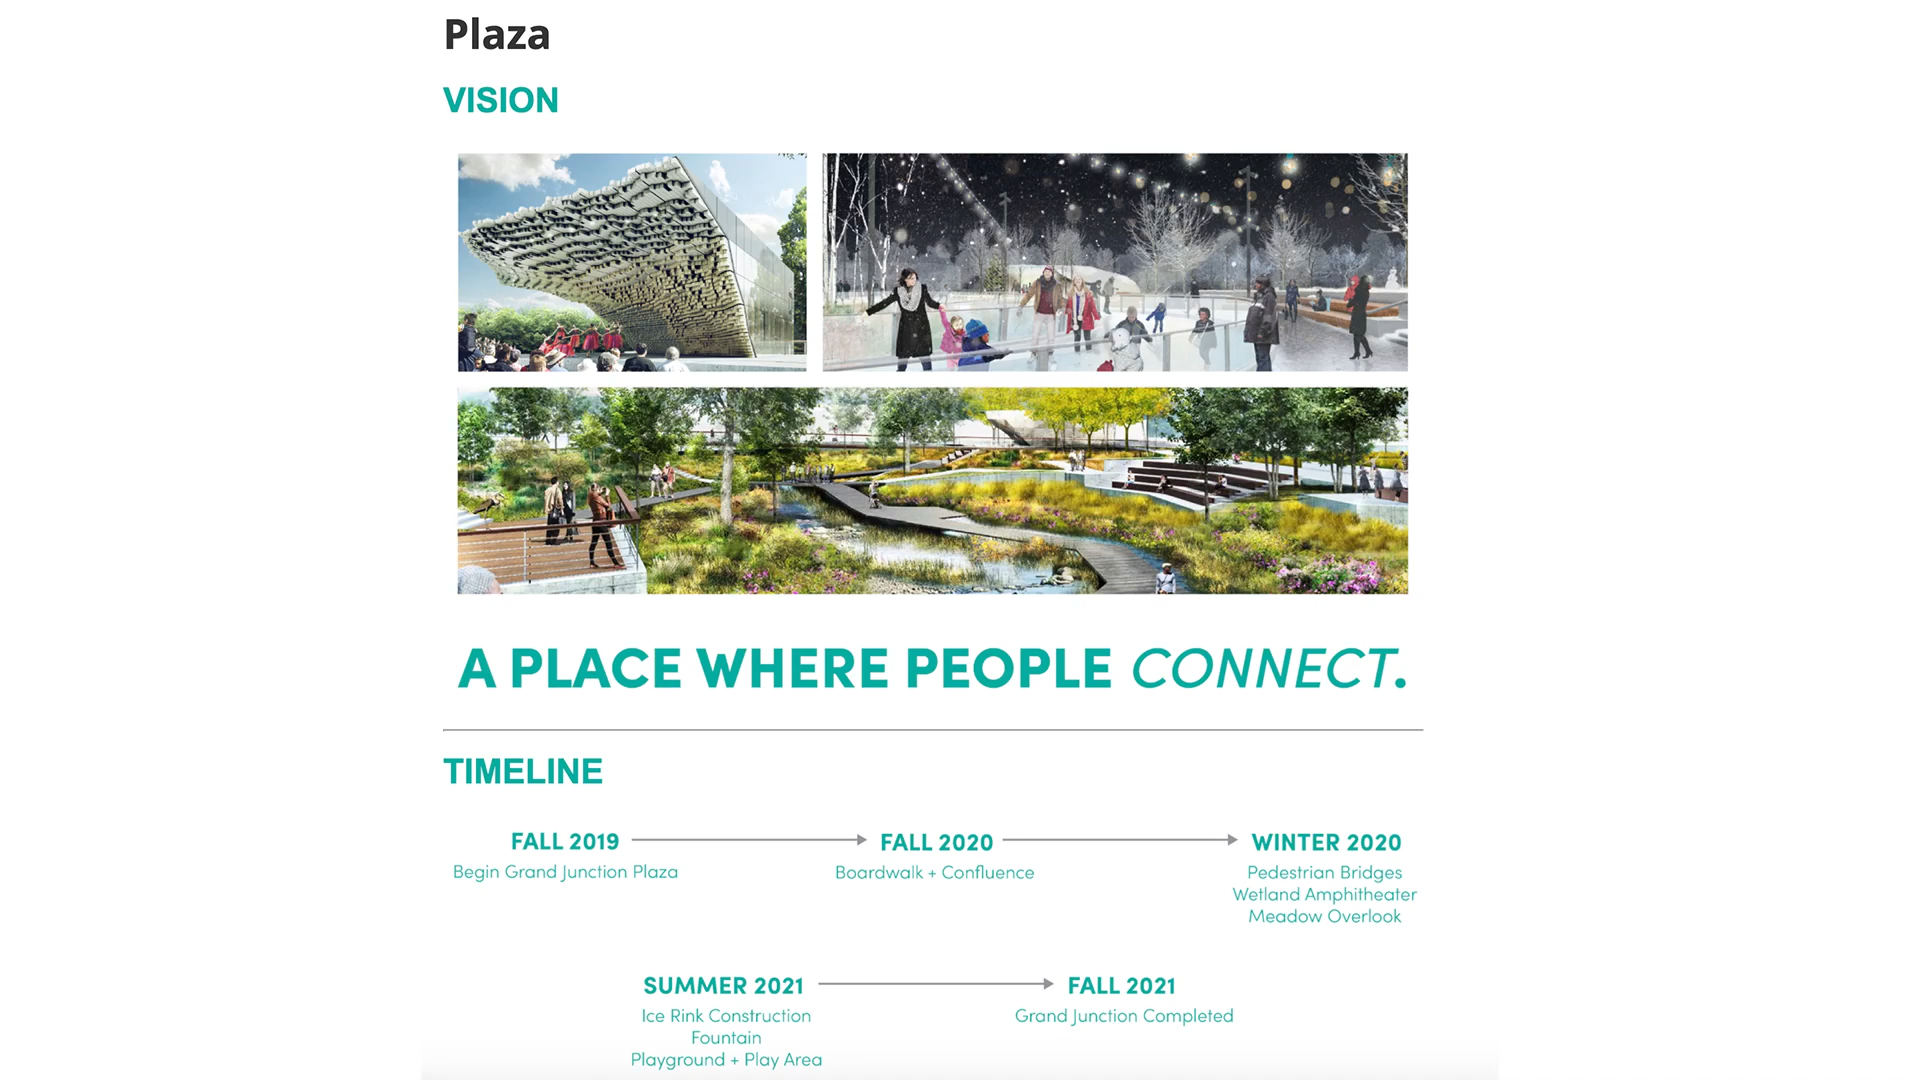 Plaza
VISION
A PLACE WHERE PEOPLE CONNECT.
TIMELINE
FALL 2019
Begin Grand Junction Plaza
FALL 2020
Boardwalk + Confluence
WINTER 2020
Pedestrian Bridges
Wetland Amphitheater
Meadow Overlook
SUMMER 2021
Ice Rink Construction
Fountain
Playground + Play Area
FALL 2021
Grand Junction Completed